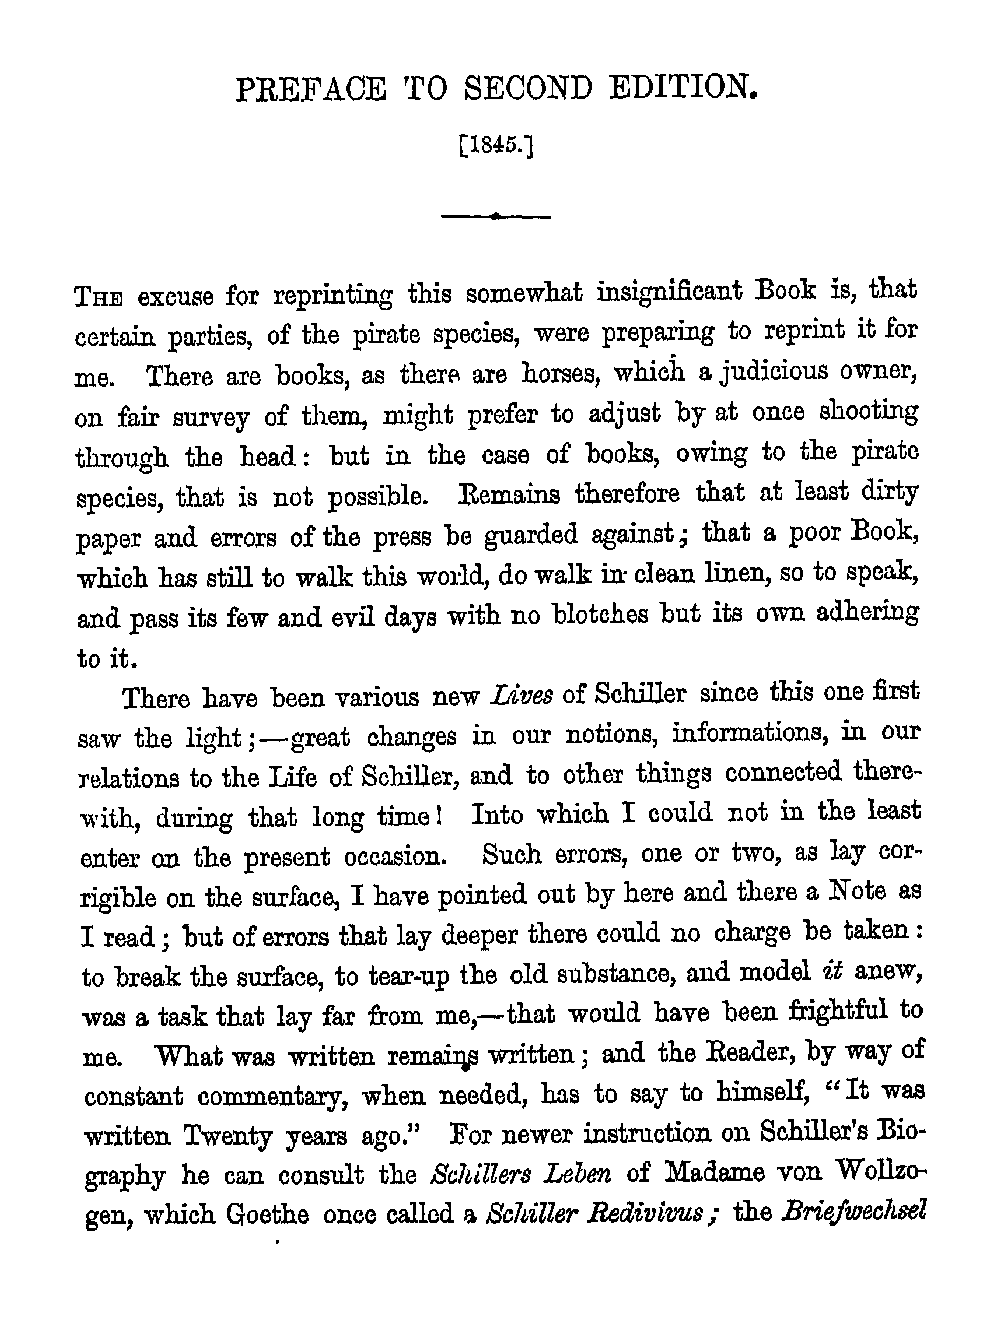 PREFACE TO SECOND EDITION.
[1845.]
THE excuse for reprinting this somewhat insignificant Book is, that
certain parties, of the pirate species, were preparing to reprint it for
me. There are books, as there are horses, which a judicious owner,
on fair survey of them, might prefer to adjust by at once shooting
through the head: but in the case of books, owing to the pirate
species, that is not possible. Remains therefore that at least dirty
paper and errors of the press be guarded against; that a poor Book,
which has still to walk this world, do walk in clean linen, so to speak,
and pass its few and evil days with no blotches but its own adhering
to it.
There have been various new Lives of Schiller since this one first
saw the light;—great changes in our notions, informations, in our
relations to the Life of Schiller, and to other things connected there-
with, during that long time! Into which I could not in the least
enter on the present occasion. Such errors, one or two, as lay cor-
rigible on the surface, I have pointed out by here and there a Note as
I read; but of errors that lay deeper there could no charge be taken:
to break the surface, to tear-up the old substance, and model it anew,
was a task that lay far from me,—that would have been frightful to
me. What was written remains written; and the Reader, by way of
constant commentary, when needed, has to say to himself, "It was
written Twenty years ago." For newer instruction on Schiller's Bio-
graphy he can consult the Schillers Leben of Madame von Wollzo-
gen, which Goethe once called a Schiller Redivivus; the Briefwechsel